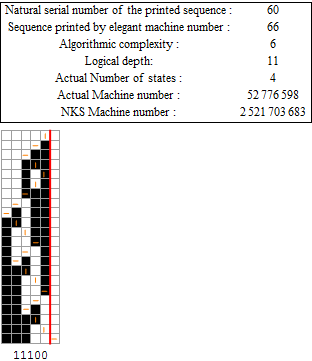 Natural serial number of the printed sequence : 60
Sequence printed by elegant machine number : 66
Algorithmic complexity : 6
Logical depth: 11
Actual Number of states : 4
Actual Machine number : 52 776 598
NKS Machine number : 2 521 703 683
11100